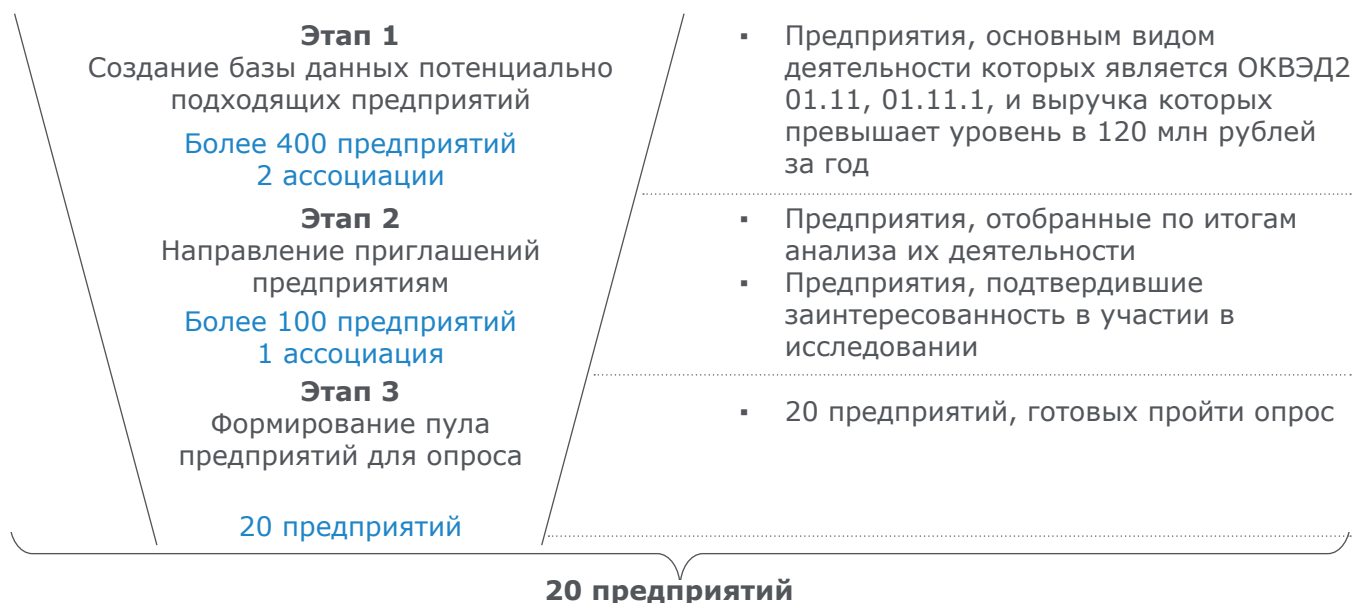 Этап 1
Создание базы данных потенциально
подходящих предприятий
Более 400 предприятий
2 ассоциации
▪ Предприятия, основным видом
деятельности которых является ОКВЭД2
01.11, 01.11.1, и выручка которых
превышает уровень в 120 млн рублей
за год
Этап 2
Направление приглашений
предприятиям
Более 100 предприятий
1 ассоциация
▪ Предприятия, отобранные по итогам
анализа их деятельности
▪ Предприятия, подтвердившие
заинтересованность в участии в
исследовании
Этап 3
Формирование пула
предприятий для опроса
20 предприятий
▪ 20 предприятий, готовых пройти опрос
20 предприятий